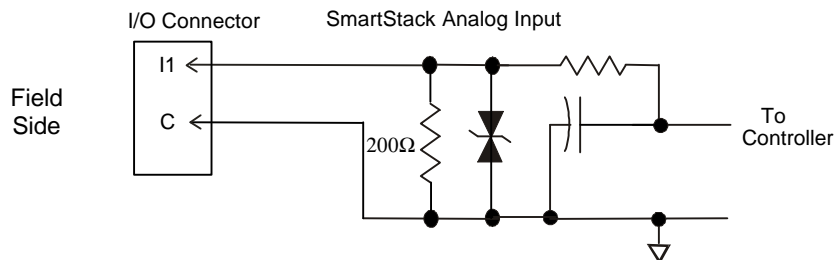 I/O Connector
SmartStack Analog Input
I1
Field
Side
C
200Ω
To
Controller